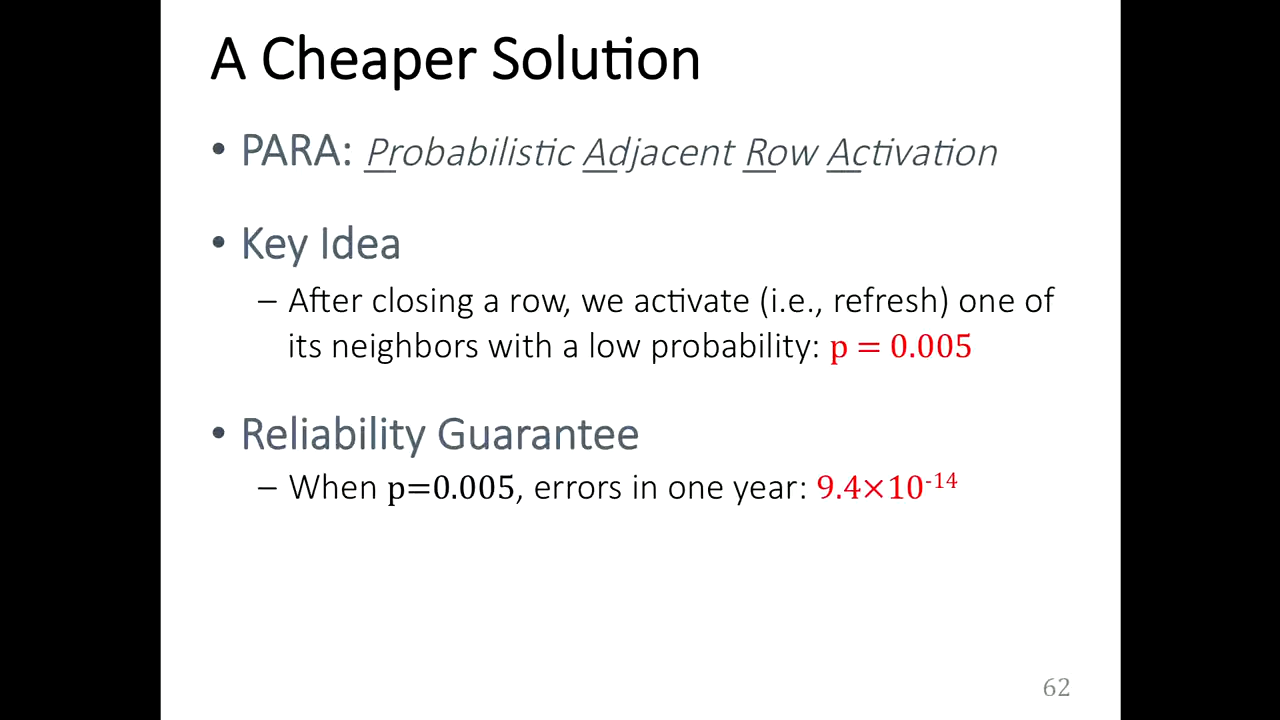 A Cheaper Solution
• PARA: Probabilistic Adjacent Row Activation
• Key Idea
– After closing a row, we activate (i.e., refresh) one of
its neighbors with a low probability: p = 0.005
• Reliability Guarantee
– When p=0.005, errors in one year: 9.4×10⁻¹⁴
62